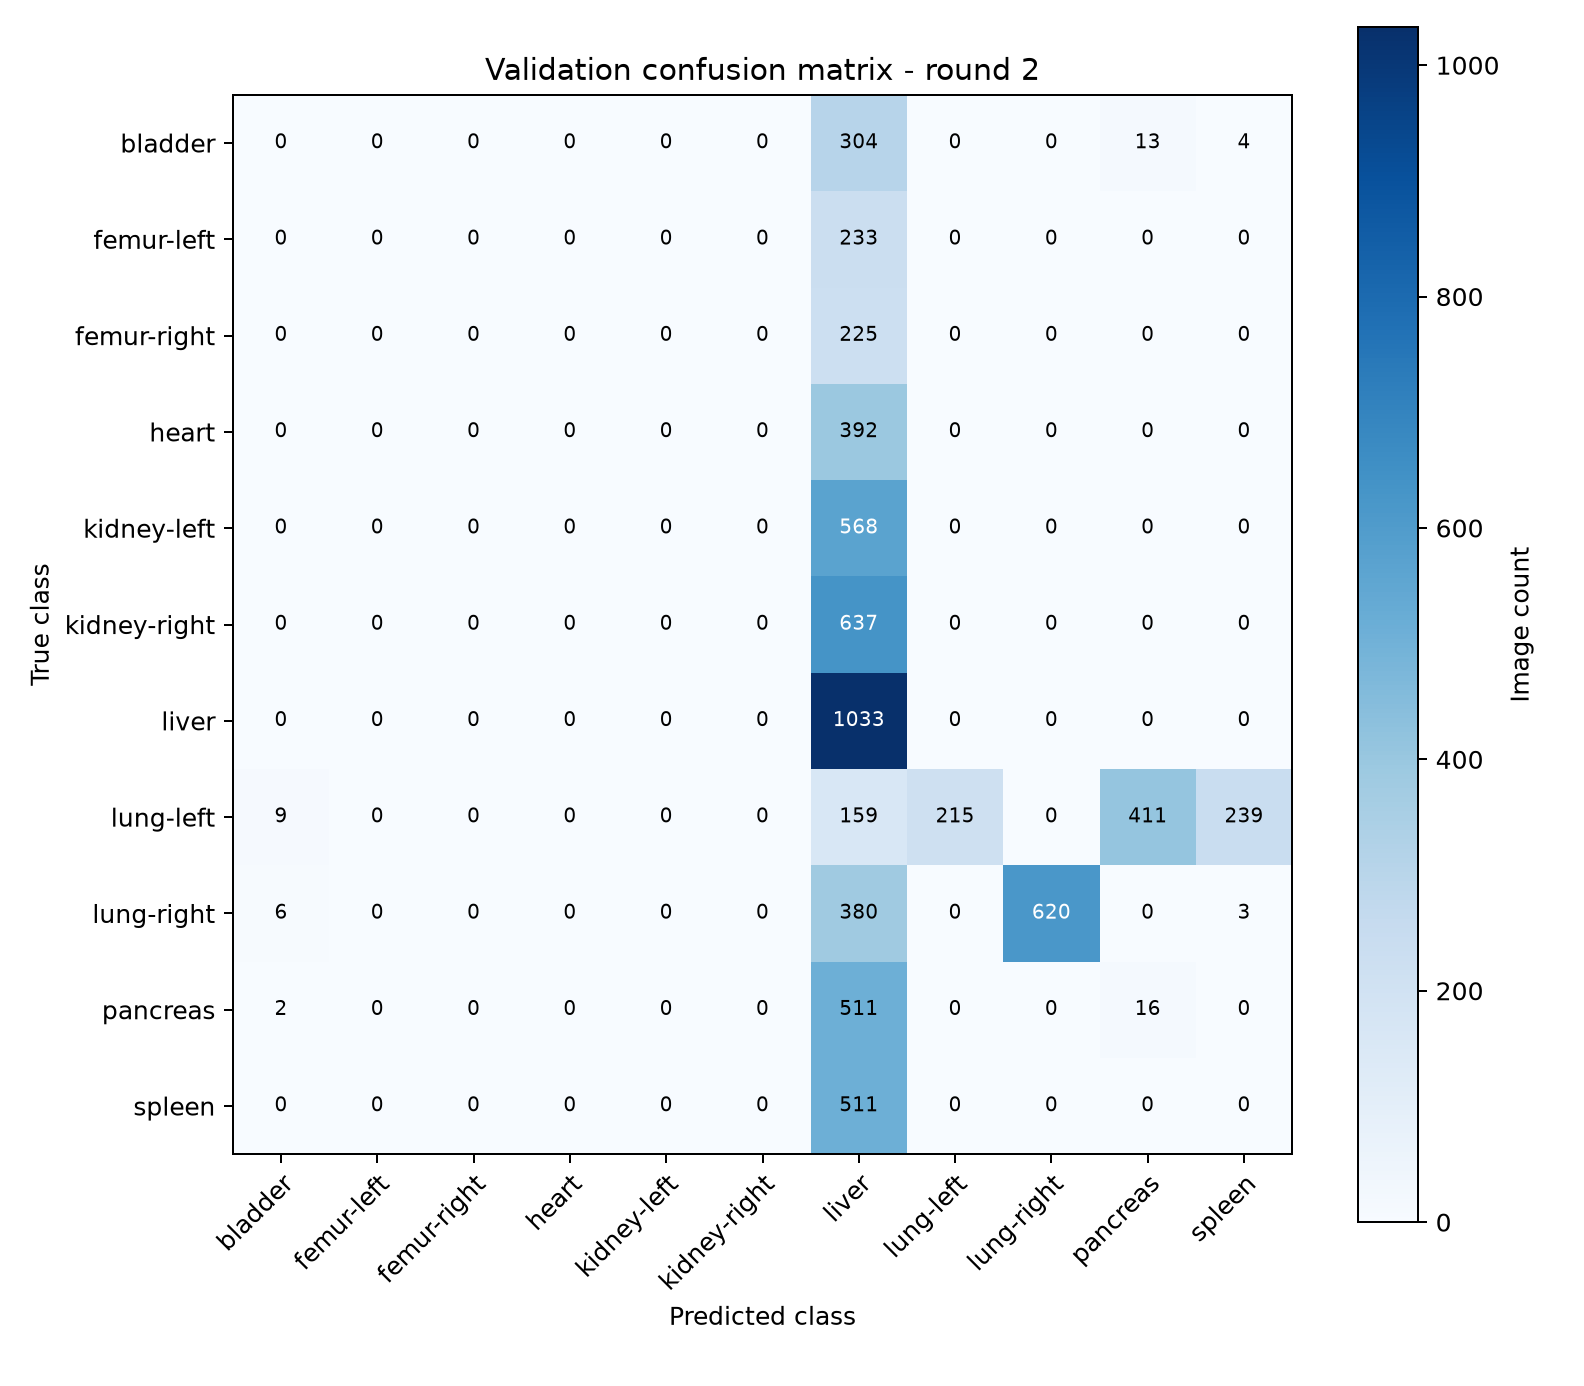 Validation confusion matrix - round 2
bladder 0 0 0 0 0 0 304 0 0 13 4
femur-left 0 0 0 0 0 0 233 0 0 0 0
femur-right 0 0 0 0 0 0 225 0 0 0 0
heart 0 0 0 0 0 0 392 0 0 0 0
kidney-left 0 0 0 0 0 0 568 0 0 0 0
kidney-right 0 0 0 0 0 0 637 0 0 0 0
liver 0 0 0 0 0 0 1033 0 0 0 0
lung-left 9 0 0 0 0 0 159 215 0 411 239
lung-right 6 0 0 0 0 0 380 0 620 0 3
pancreas 2 0 0 0 0 0 511 0 0 16 0
spleen 0 0 0 0 0 0 511 0 0 0 0
True class
bladder femur-left femur-right heart kidney-left kidney-right liver lung-left lung-right pancreas spleen
Predicted class
1000
800
600
400
200
0
Image count